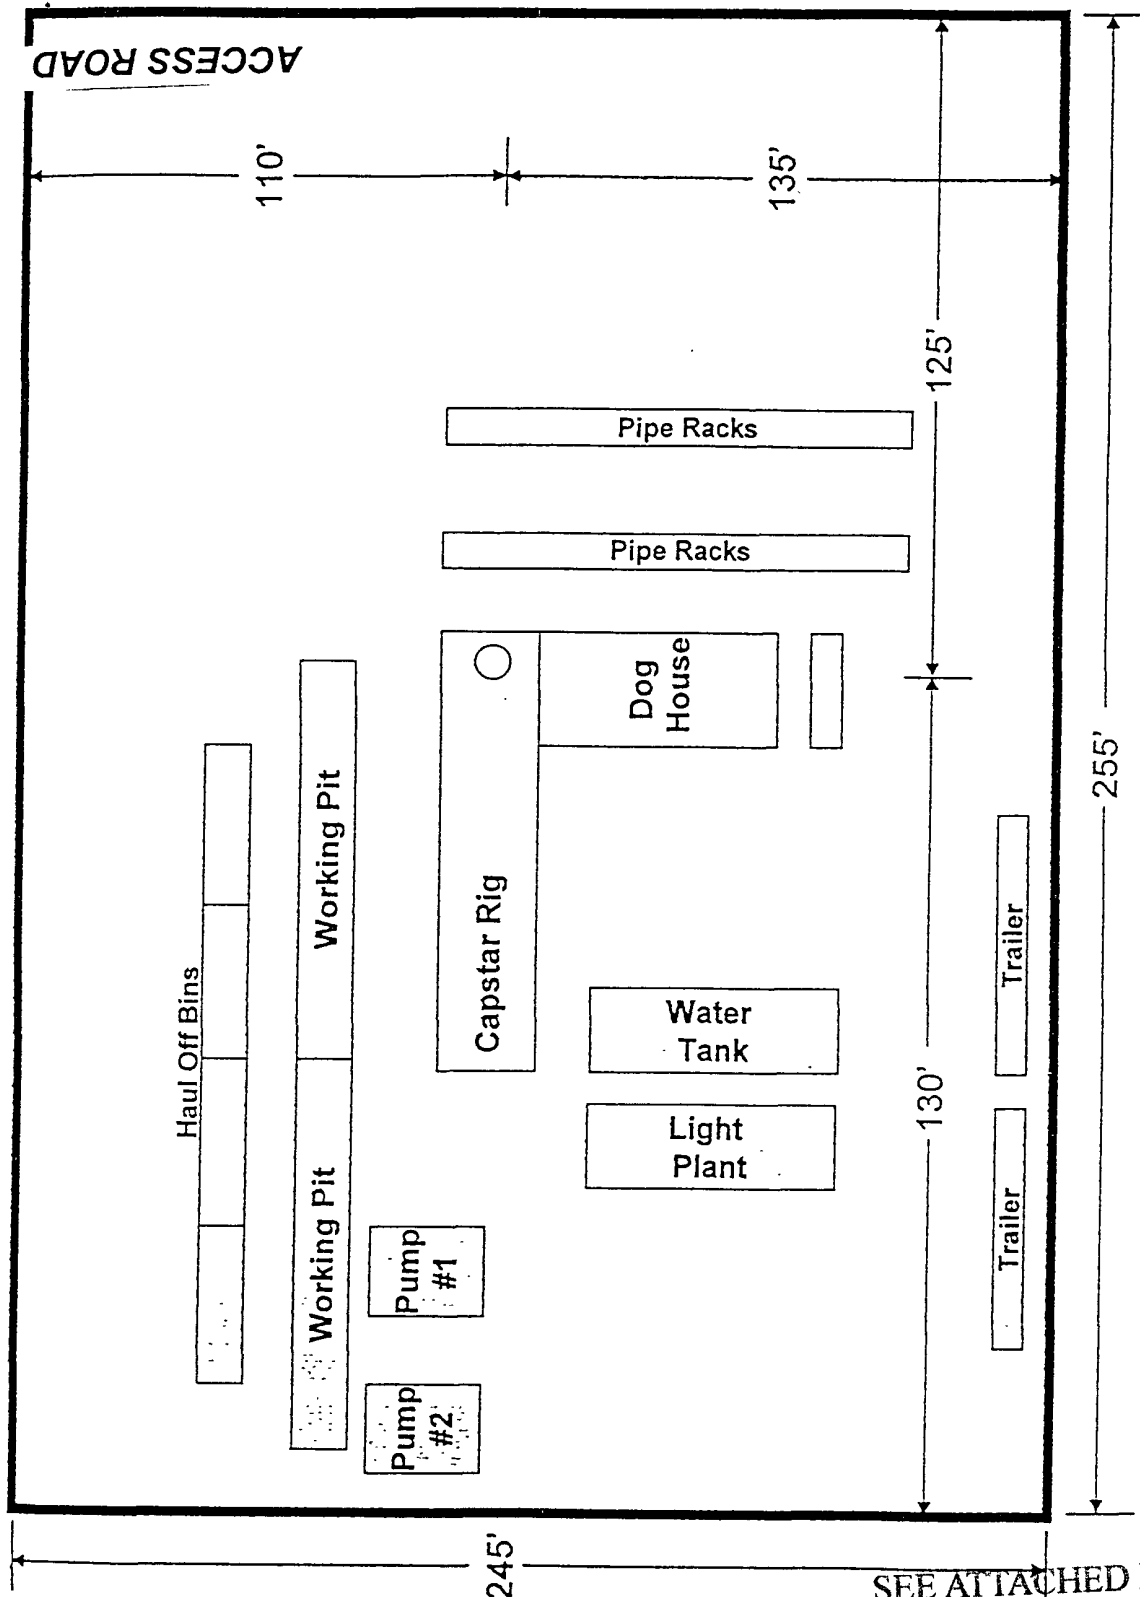 ACCESS ROAD
110'
135'
125'
Pipe Racks
Pipe Racks
Dog
House
255'
Working Pit
Haul Off Bins
Capstar Rig
Trailer
Water
Tank
130'
Light
Plant
Working Pit
Pump
#1
Trailer
Pump
#2
245'
SEE ATTACHED